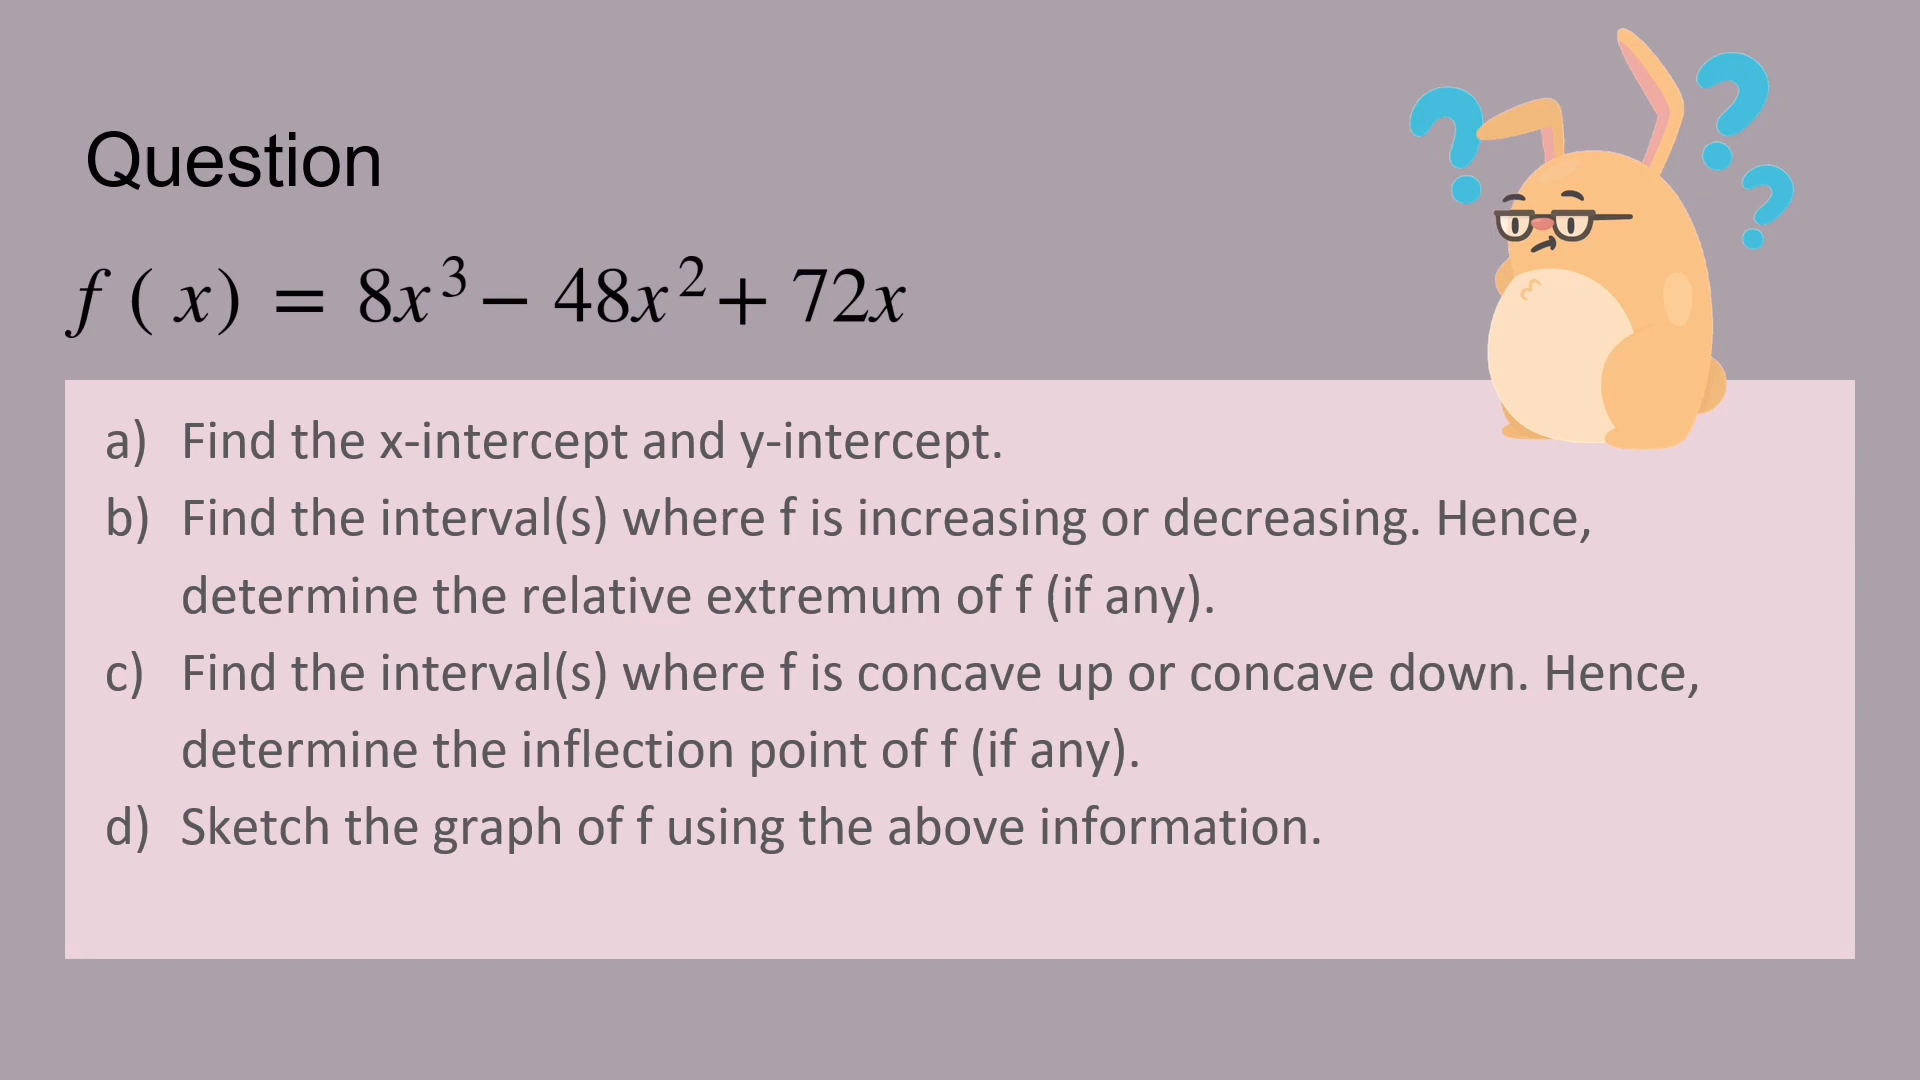 Question
f ( x) = 8x³ − 48x² + 72x
a) Find the x-intercept and y-intercept.
b) Find the interval(s) where f is increasing or decreasing. Hence,
determine the relative extremum of f (if any).
c) Find the interval(s) where f is concave up or concave down. Hence,
determine the inflection point of f (if any).
d) Sketch the graph of f using the above information.